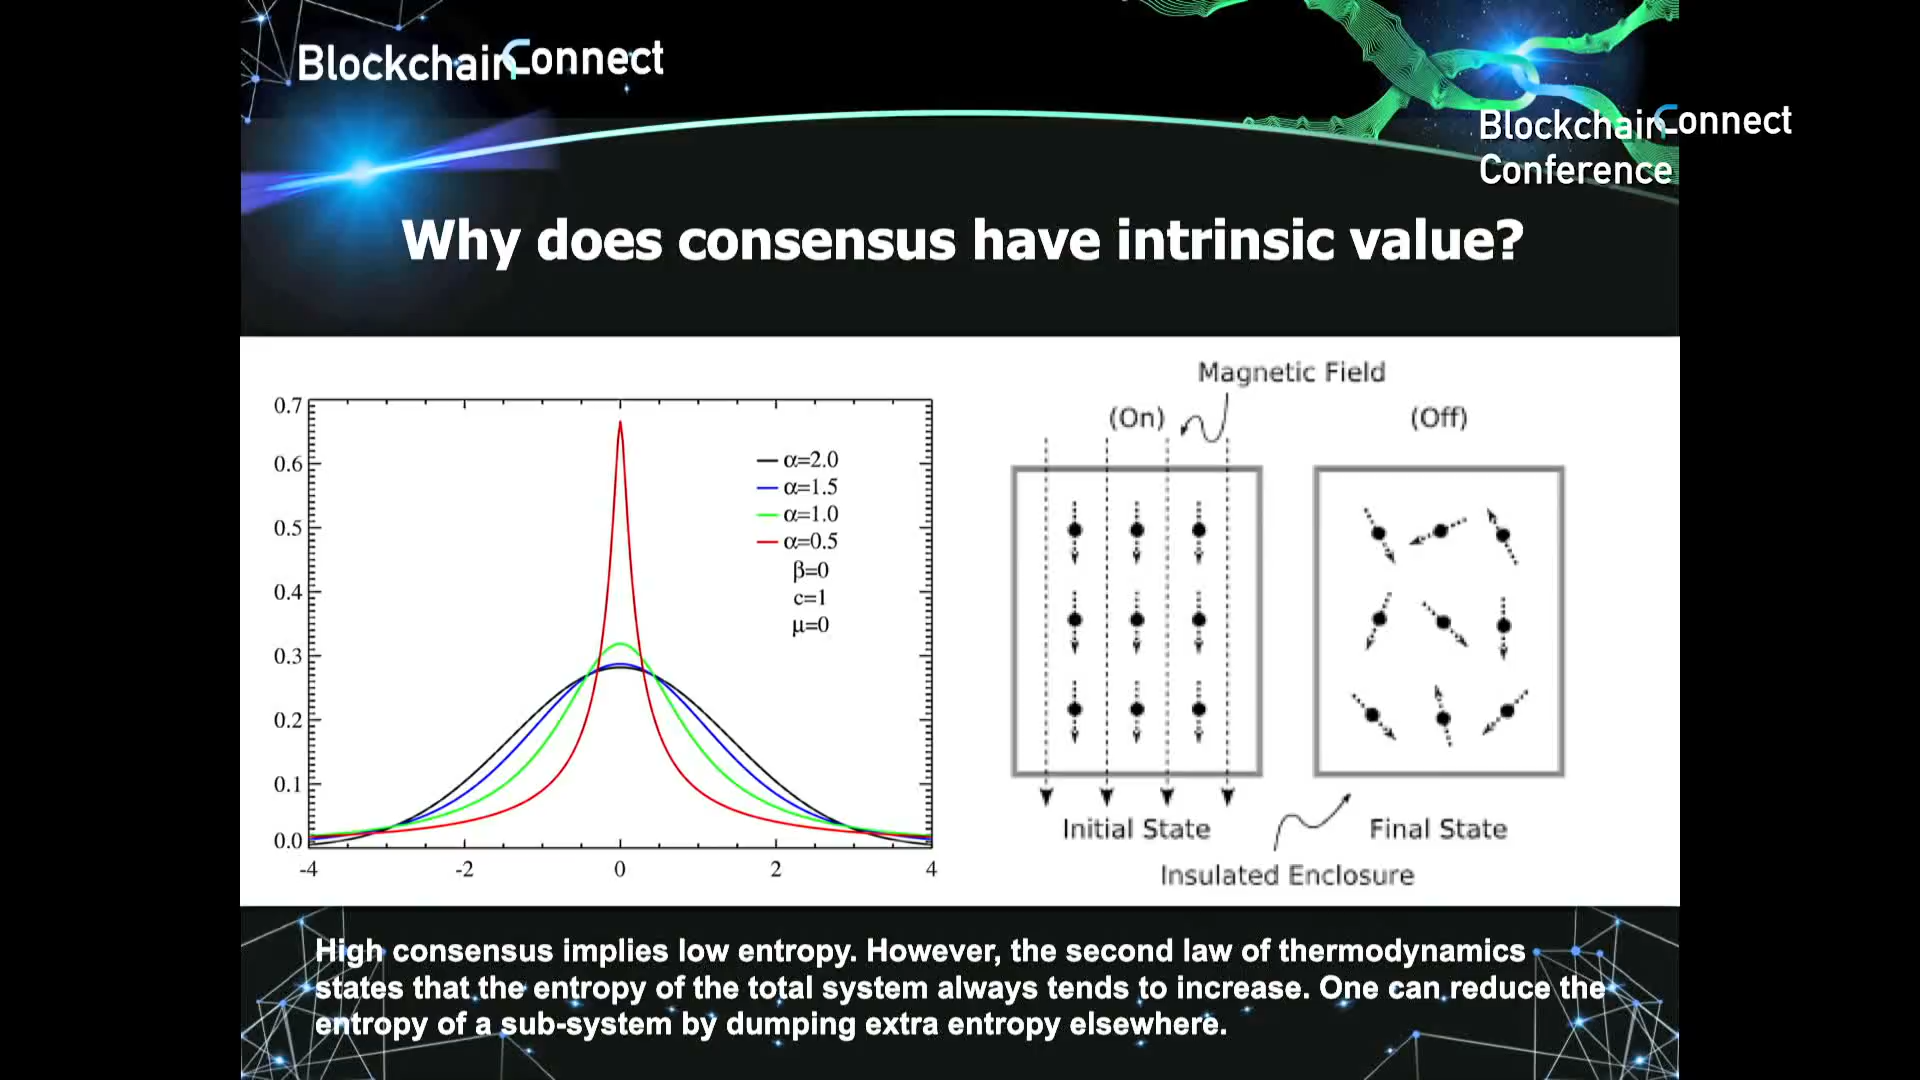 BlockchainConnect
BlockchainConnect
Conference
Why does consensus have intrinsic value?
0.7
0.6
0.5
0.4
0.3
0.2
0.1
0.0
-4
-2
0
2
4
α=2.0
α=1.5
α=1.0
α=0.5
β=0
c=1
μ=0
Magnetic Field
(On)
(Off)
Initial State
Final State
Insulated Enclosure
High consensus implies low entropy. However, the second law of thermodynamics
states that the entropy of the total system always tends to increase. One can reduce the
entropy of a sub-system by dumping extra entropy elsewhere.